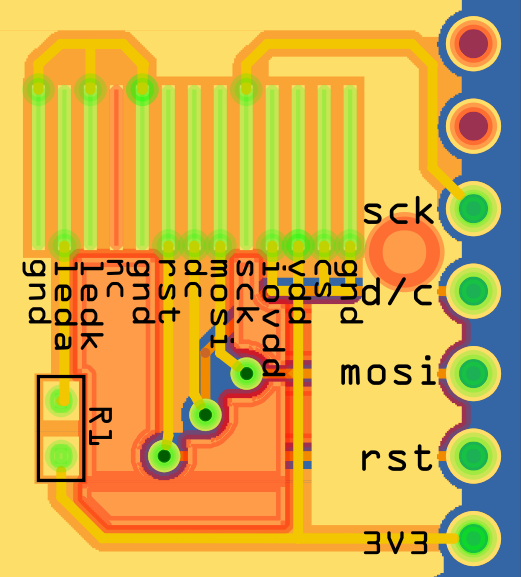 gnd
leda
ledk
nc
gnd
rst
dc
mosi
sck
iovdd
vdd
cs
gnd
sck
d/c
mosi
rst
3V3
R1